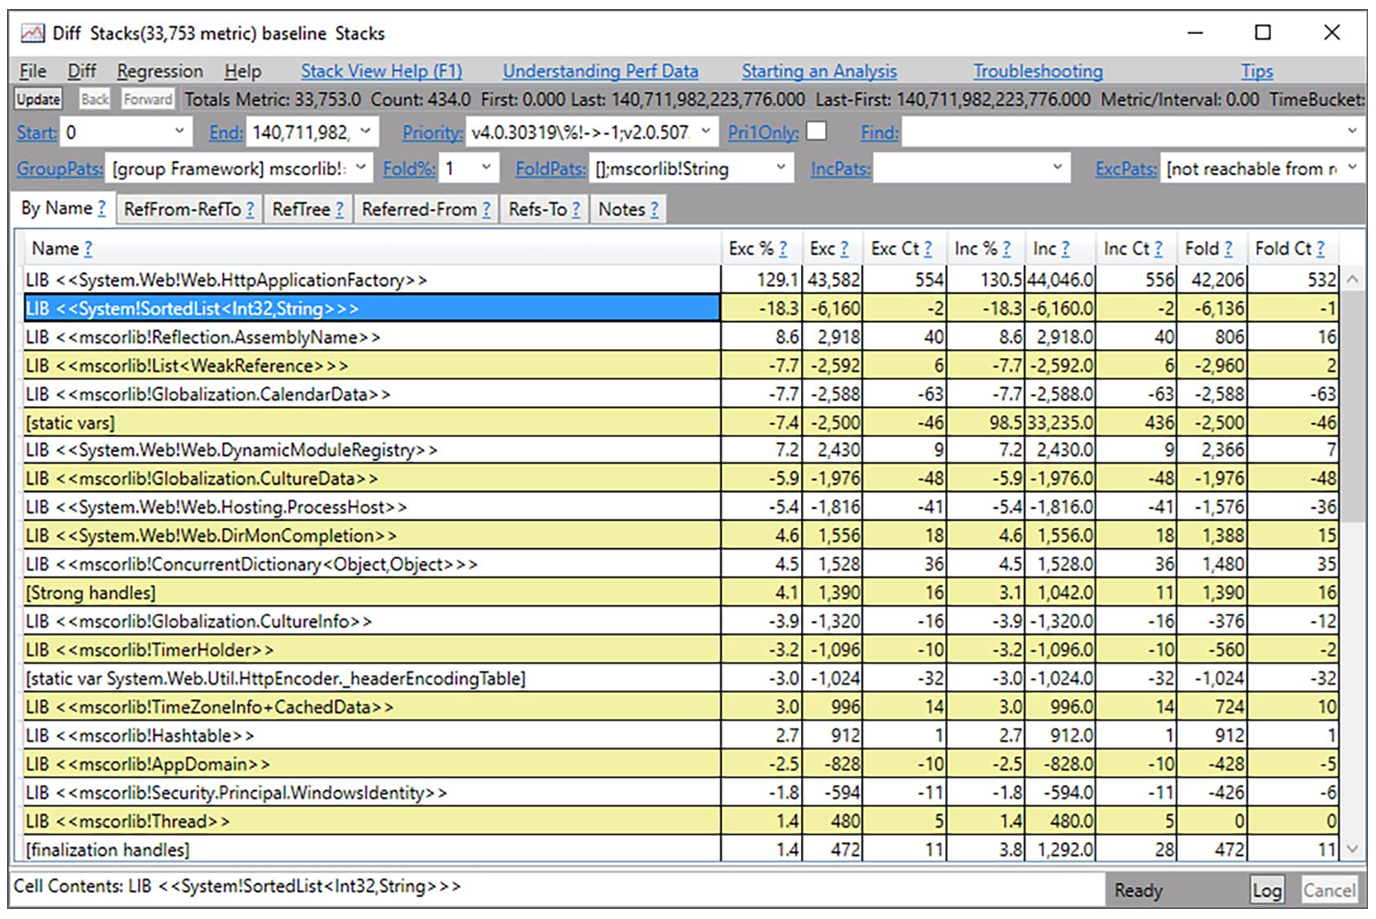 Diff Stacks(33,753 metric) baseline Stacks
File Diff Regression Help Stack View Help (F1) Understanding Perf Data Starting an Analysis Troubleshooting Tips
Update Back Forward Totals Metric: 33,753.0 Count: 434.0 First: 0.000 Last: 140,711,982,223,776.000 Last-First: 140,711,982,223,776.000 Metric/Interval: 0.00 TimeBucket:
Start: 0 End: 140,711,982, Priority: v4.0.30319\%!->-1;v2.0.507. Pri1Only: Find:
GroupPats: [group Framework] mscorlib!: Fold%: 1 FoldPats: [];mscorlib!String IncPats: ExcPats: [not reachable from r
By Name ? RefFrom-RefTo ? RefTree ? Referred-From ? Refs-To ? Notes ?
Name ? Exc % ? Exc ? Exc Ct ? Inc % ? Inc ? Inc Ct ? Fold ? Fold Ct ?
LIB <<System.Web!Web.HttpApplicationFactory>> 129.1 43,582 554 130.5 44,046.0 556 42,206 532
LIB <<System!SortedList<Int32,String>>> -18.3 -6,160 -2 -18.3 -6,160.0 -2 -6,136 -1
LIB <<mscorlib!Reflection.AssemblyName>> 8.6 2,918 40 8.6 2,918.0 40 806 16
LIB <<mscorlib!List<WeakReference>>> -7.7 -2,592 6 -7.7 -2,592.0 6 -2,960 2
LIB <<mscorlib!Globalization.CalendarData>> -7.7 -2,588 -63 -7.7 -2,588.0 -63 -2,588 -63
[static vars] -7.4 -2,500 -46 98.5 33,235.0 436 -2,500 -46
LIB <<System.Web!Web.DynamicModuleRegistry>> 7.2 2,430 9 7.2 2,430.0 9 2,366 7
LIB <<mscorlib!Globalization.CultureData>> -5.9 -1,976 -48 -5.9 -1,976.0 -48 -1,976 -48
LIB <<System.Web!Web.Hosting.ProcessHost>> -5.4 -1,816 -41 -5.4 -1,816.0 -41 -1,576 -36
LIB <<System.Web!Web.DirMonCompletion>> 4.6 1,556 18 4.6 1,556.0 18 1,388 15
LIB <<mscorlib!ConcurrentDictionary<Object,Object>>> 4.5 1,528 36 4.5 1,528.0 36 1,480 35
[Strong handles] 4.1 1,390 16 3.1 1,042.0 11 1,390 16
LIB <<mscorlib!Globalization.CultureInfo>> -3.9 -1,320 -16 -3.9 -1,320.0 -16 -376 -12
LIB <<mscorlib!TimerHolder>> -3.2 -1,096 -10 -3.2 -1,096.0 -10 -560 -2
[static var System.Web.Util.HttpEncoder._headerEncodingTable] -3.0 -1,024 -32 -3.0 -1,024.0 -32 -1,024 -32
LIB <<mscorlib!TimeZoneInfo+CachedData>> 3.0 996 14 3.0 996.0 14 724 10
LIB <<mscorlib!Hashtable>> 2.7 912 1 2.7 912.0 1 912 1
LIB <<mscorlib!AppDomain>> -2.5 -828 -10 -2.5 -828.0 -10 -428 -5
LIB <<mscorlib!Security.Principal.WindowsIdentity>> -1.8 -594 -11 -1.8 -594.0 -11 -426 -6
LIB <<mscorlib!Thread>> 1.4 480 5 1.4 480.0 5 0 0
[finalization handles] 1.4 472 11 3.8 1,292.0 28 472 11
Cell Contents: LIB <<System!SortedList<Int32,String>>> Ready Log Cancel